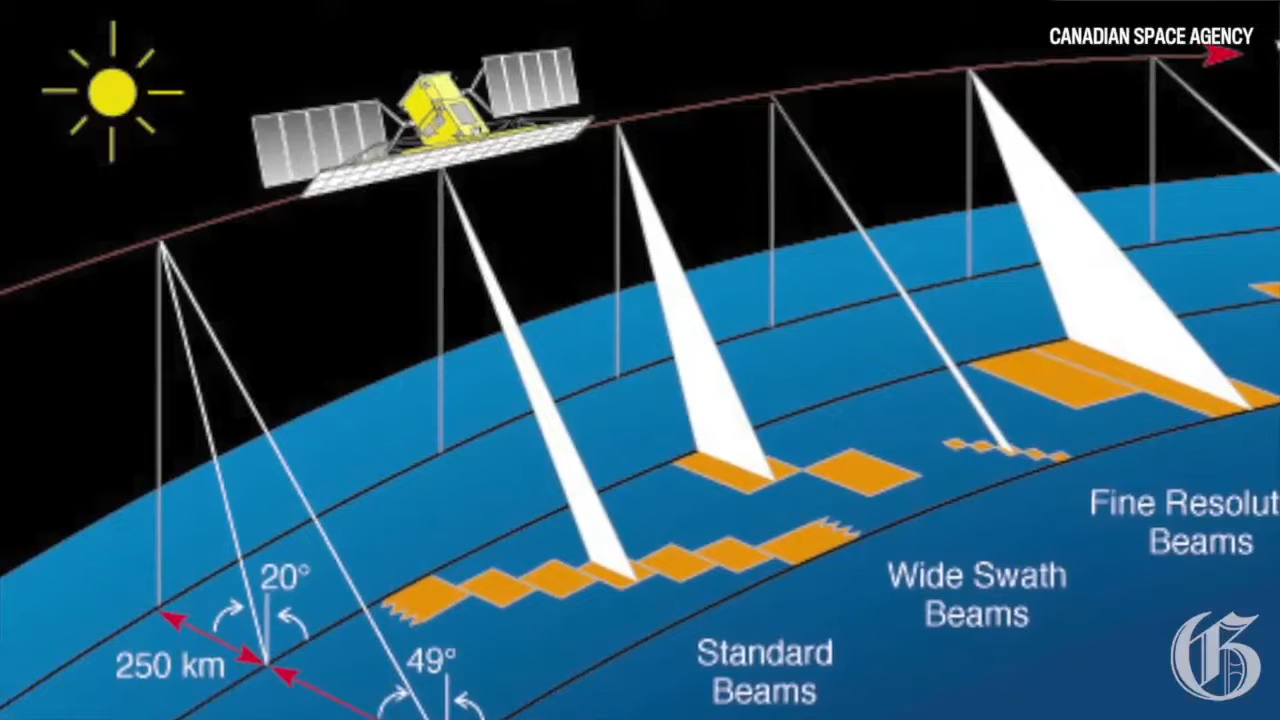 CANADIAN SPACE AGENCY
20°
250 km
49°
Standard
Beams
Wide Swath
Beams
Fine Resolut
Beams
G